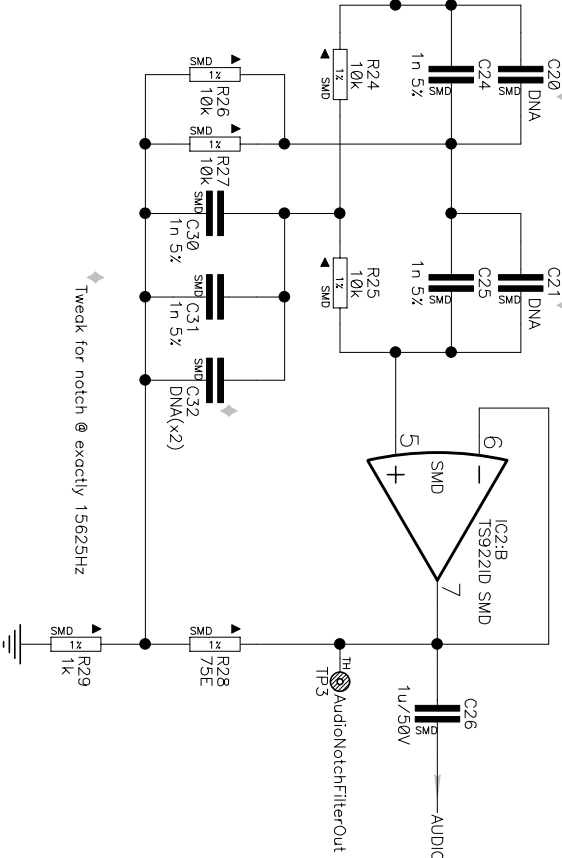 C20
DNA
SMD
C24
1n 5%
SMD
R24
10k
1%
SMD
C21
DNA
SMD
C25
1n 5%
SMD
R25
10k
1%
SMD
R26
10k
1%
SMD
R27
10k
1%
SMD
C30
1n 5%
SMD
C31
1n 5%
SMD
C32
DNA(x2)
SMD
Tweak for notch @ exactly 15625Hz
6
5
7
SMD
IC2:B
TS922ID SMD
C26
1u/50V
SMD
AUDIO
TH
TP3
AudioNotchFilterOut
R28
75E
1%
SMD
R29
1k
1%
SMD